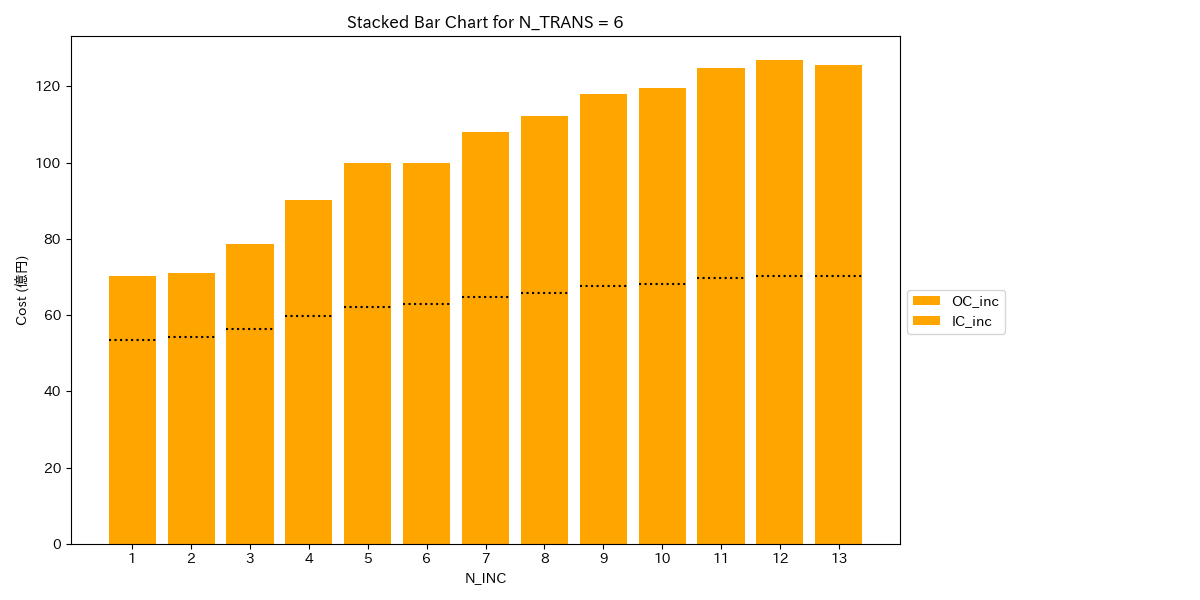 Stacked Bar Chart for N_TRANS = 6
Cost (億円)
120
100
80
60
40
20
0
1 2 3 4 5 6 7 8 9 10 11 12 13
N_INC
OC_inc
IC_inc